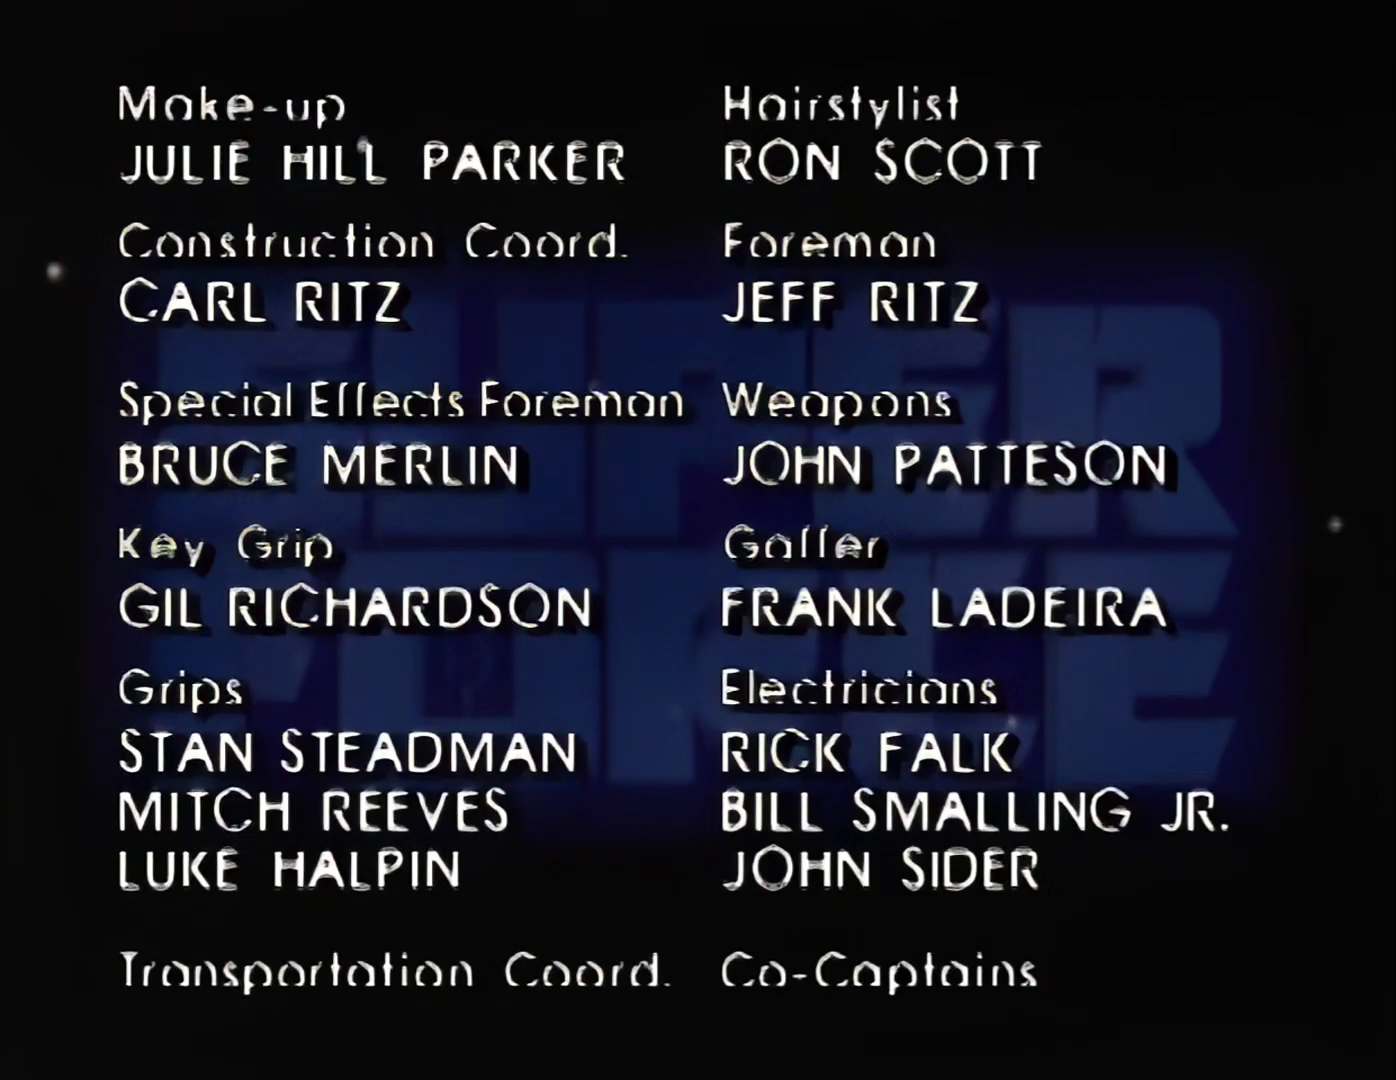 Make-up
JULIE HILL PARKER
Hairstylist
RON SCOTT
Construction Coord.
CARL RITZ
Foreman
JEFF RITZ
Special Effects Foreman
BRUCE MERLIN
Weapons
JOHN PATTESON
Key Grip
GIL RICHARDSON
Gaffer
FRANK LADEIRA
Grips
STAN STEADMAN
MITCH REEVES
LUKE HALPIN
Electricians
RICK FALK
BILL SMALLING JR.
JOHN SIDER
Transportation Coord.
Co-Captains
SUPER
FORCE